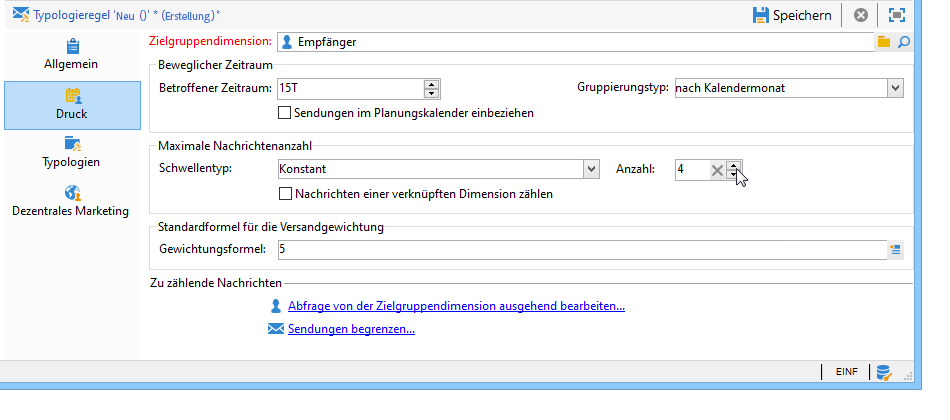 Typologieregel 'Neu ()' * (Erstellung)*
Speichern
Allgemein
Druck
Typologien
Dezentrales Marketing
Zielgruppendimension: Empfänger
Beweglicher Zeitraum
Betroffener Zeitraum: 15T
Gruppierungstyp: nach Kalendermonat
Sendungen im Planungskalender einbeziehen
Maximale Nachrichtenanzahl
Schwellentyp: Konstant
Anzahl: 4
Nachrichten einer verknüpften Dimension zählen
Standardformel für die Versandgewichtung
Gewichtungsformel: 5
Zu zählende Nachrichten
Abfrage von der Zielgruppendimension ausgehend bearbeiten...
Sendungen begrenzen...
EINF